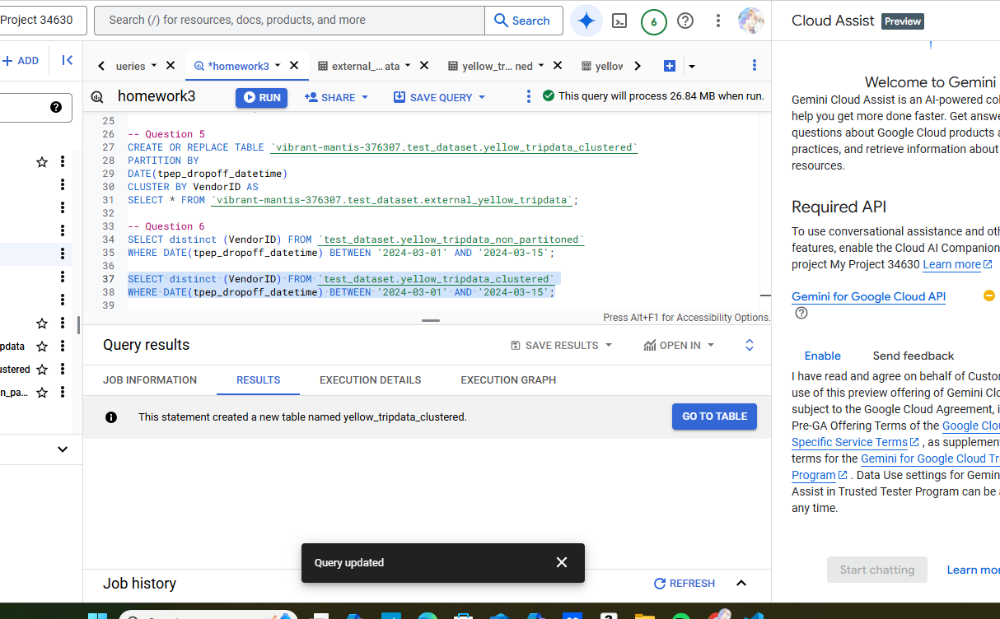 Project 34630
Search (/) for resources, docs, products, and more
Search
6
Cloud Assist Preview
ADD
ueries
*homework3
external_... ata
yellow_tr... ned
yellov
homework3
RUN
SHARE
SAVE QUERY
This query will process 26.84 MB when run.
25
26 -- Question 5
27 CREATE OR REPLACE TABLE `vibrant-mantis-376307.test_dataset.yellow_tripdata_clustered`
28 PARTITION BY
29 DATE(tpep_dropoff_datetime)
30 CLUSTER BY VendorID AS
31 SELECT * FROM `vibrant-mantis-376307.test_dataset.external_yellow_tripdata`;
32
33 -- Question 6
34 SELECT distinct (VendorID) FROM `test_dataset.yellow_tripdata_non_partitoned`
35 WHERE DATE(tpep_dropoff_datetime) BETWEEN '2024-03-01' AND '2024-03-15';
36
37 SELECT distinct (VendorID) FROM `test_dataset.yellow_tripdata_clustered`
38 WHERE DATE(tpep_dropoff_datetime) BETWEEN '2024-03-01' AND '2024-03-15';
39
Press Alt+F1 for Accessibility Options.
pdata
ustered
n_pa...
Query results
SAVE RESULTS
OPEN IN
JOB INFORMATION
RESULTS
EXECUTION DETAILS
EXECUTION GRAPH
This statement created a new table named yellow_tripdata_clustered.
GO TO TABLE
Query updated
Job history
REFRESH
Welcome to Gemini
Gemini Cloud Assist is an AI-powered col
help you get more done faster. Get answe
questions about Google Cloud products a
practices, and retrieve information about
resources.
Required API
To use conversational assistance and oth
features, enable the Cloud AI Companion
project My Project 34630 Learn more
Gemini for Google Cloud API
Enable
Send feedback
I have read and agree on behalf of Custo
use of this preview offering of Gemini Clo
subject to the Google Cloud Agreement, i
Pre-GA Offering Terms of the Google Clou
Specific Service Terms , as supplement
terms for the Gemini for Google Cloud Tr
Program . Data Use settings for Gemin
Assist in Trusted Tester Program can be a
any time.
Start chatting
Learn mor